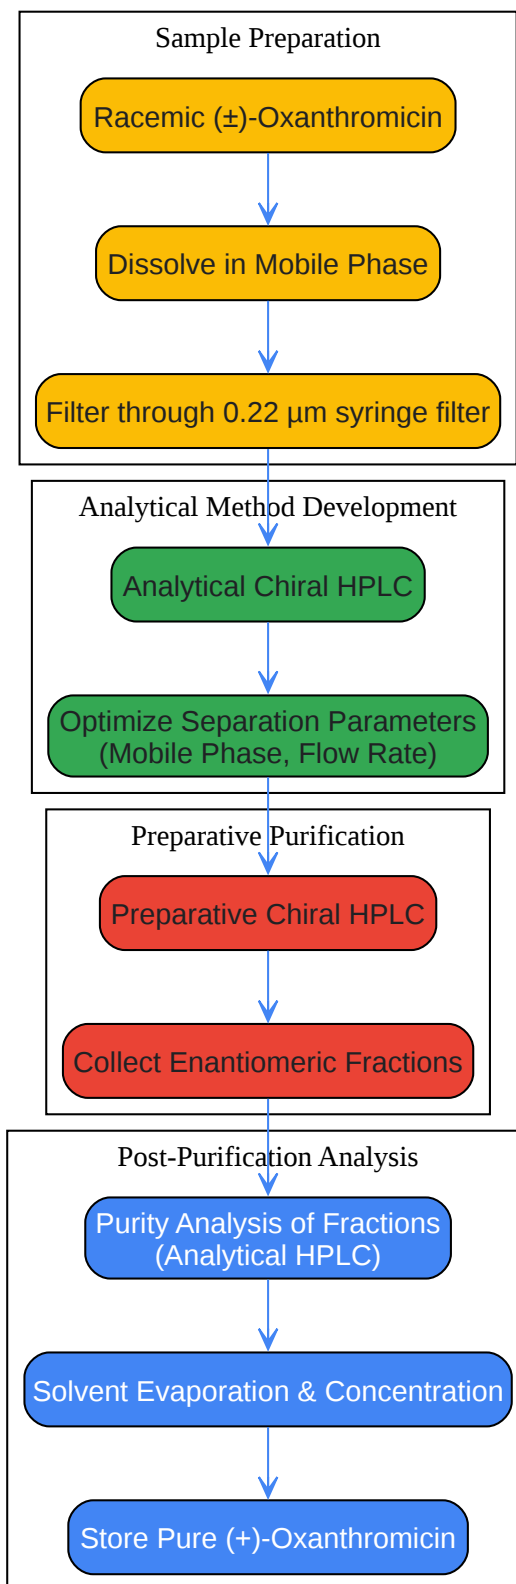 Sample Preparation
Racemic (±)-Oxanthromicin
Dissolve in Mobile Phase
Filter through 0.22 µm syringe filter
Analytical Method Development
Analytical Chiral HPLC
Optimize Separation Parameters
(Mobile Phase, Flow Rate)
Preparative Purification
Preparative Chiral HPLC
Collect Enantiomeric Fractions
Post-Purification Analysis
Purity Analysis of Fractions
(Analytical HPLC)
Solvent Evaporation & Concentration
Store Pure (+)-Oxanthromicin